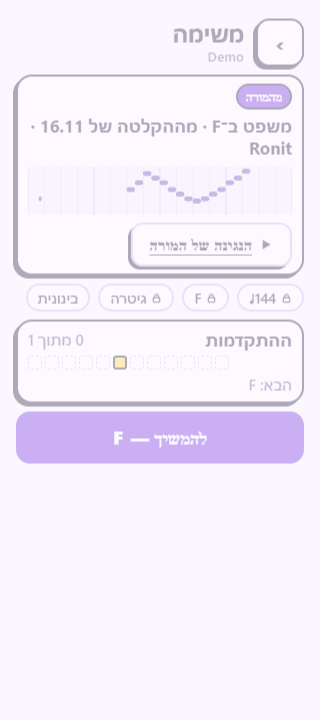 משימה
Demo
מהמורה
משפט ב־F · מההקלטה של 16.11 ·
Ronit
הנגינה של המורה
♩144
F
גיטרה
בינונית
ההתקדמות
0 מתוך 1
הבא: F
להמשיך — F